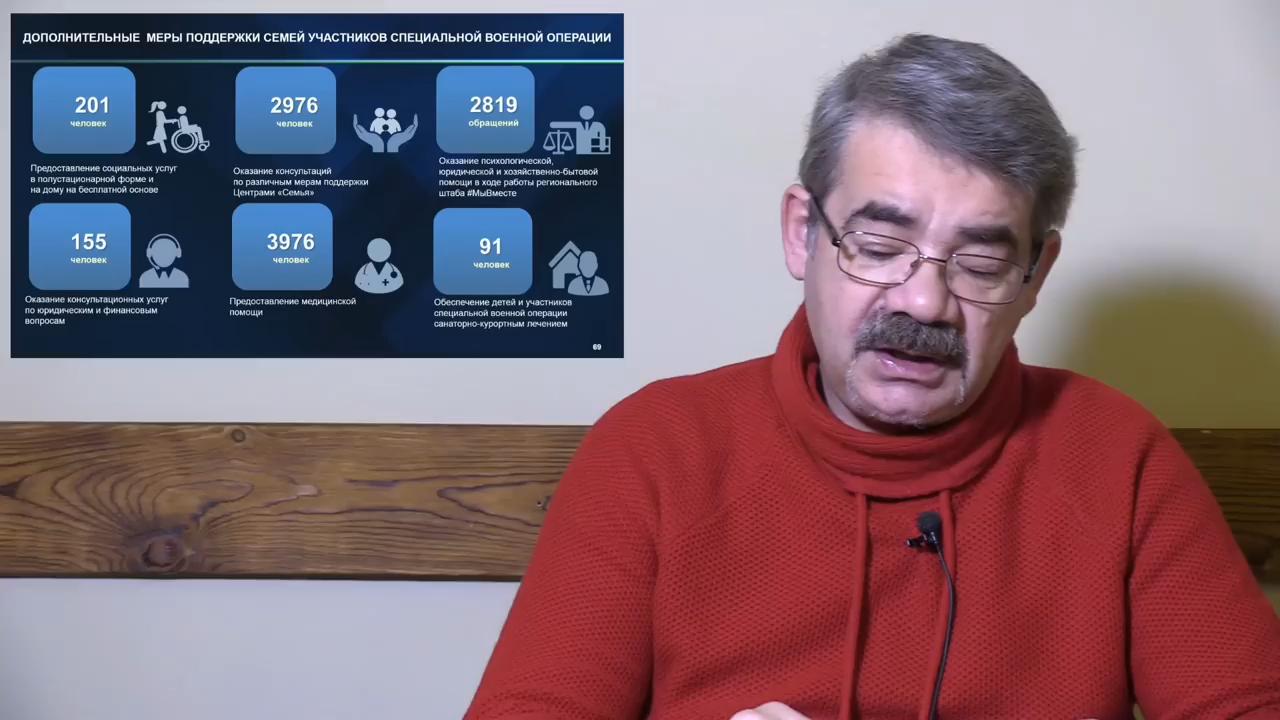 ДОПОЛНИТЕЛЬНЫЕ МЕРЫ ПОДДЕРЖКИ СЕМЕЙ УЧАСТНИКОВ СПЕЦИАЛЬНОЙ ВОЕННОЙ ОПЕРАЦИИ
201
человек
Предоставление социальных услуг
в полустационарной форме и
на дому на бесплатной основе
2976
человек
Оказание консультаций
по различным мерам поддержки
Центрами «Семья»
2819
обращений
Оказание психологической,
юридической и хозяйственно-бытовой
помощи в ходе работы регионального
штаба #МыВместе
155
человек
Оказание консультационных услуг
по юридическим и финансовым
вопросам
3976
человек
Предоставление медицинской
помощи
91
человек
Обеспечение детей и участников
специальной военной операции
санаторно-курортным лечением
69